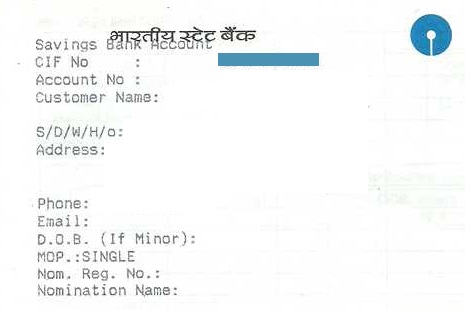 भारतीय स्टेट बैंक
Savings Bank Account
CIF No :
Account No :
Customer Name:
S/D/W/H/o:
Address:
Phone:
Email:
D.O.B. (If Minor):
MOP.:SINGLE
Nom. Reg. No.:
Nomination Name: